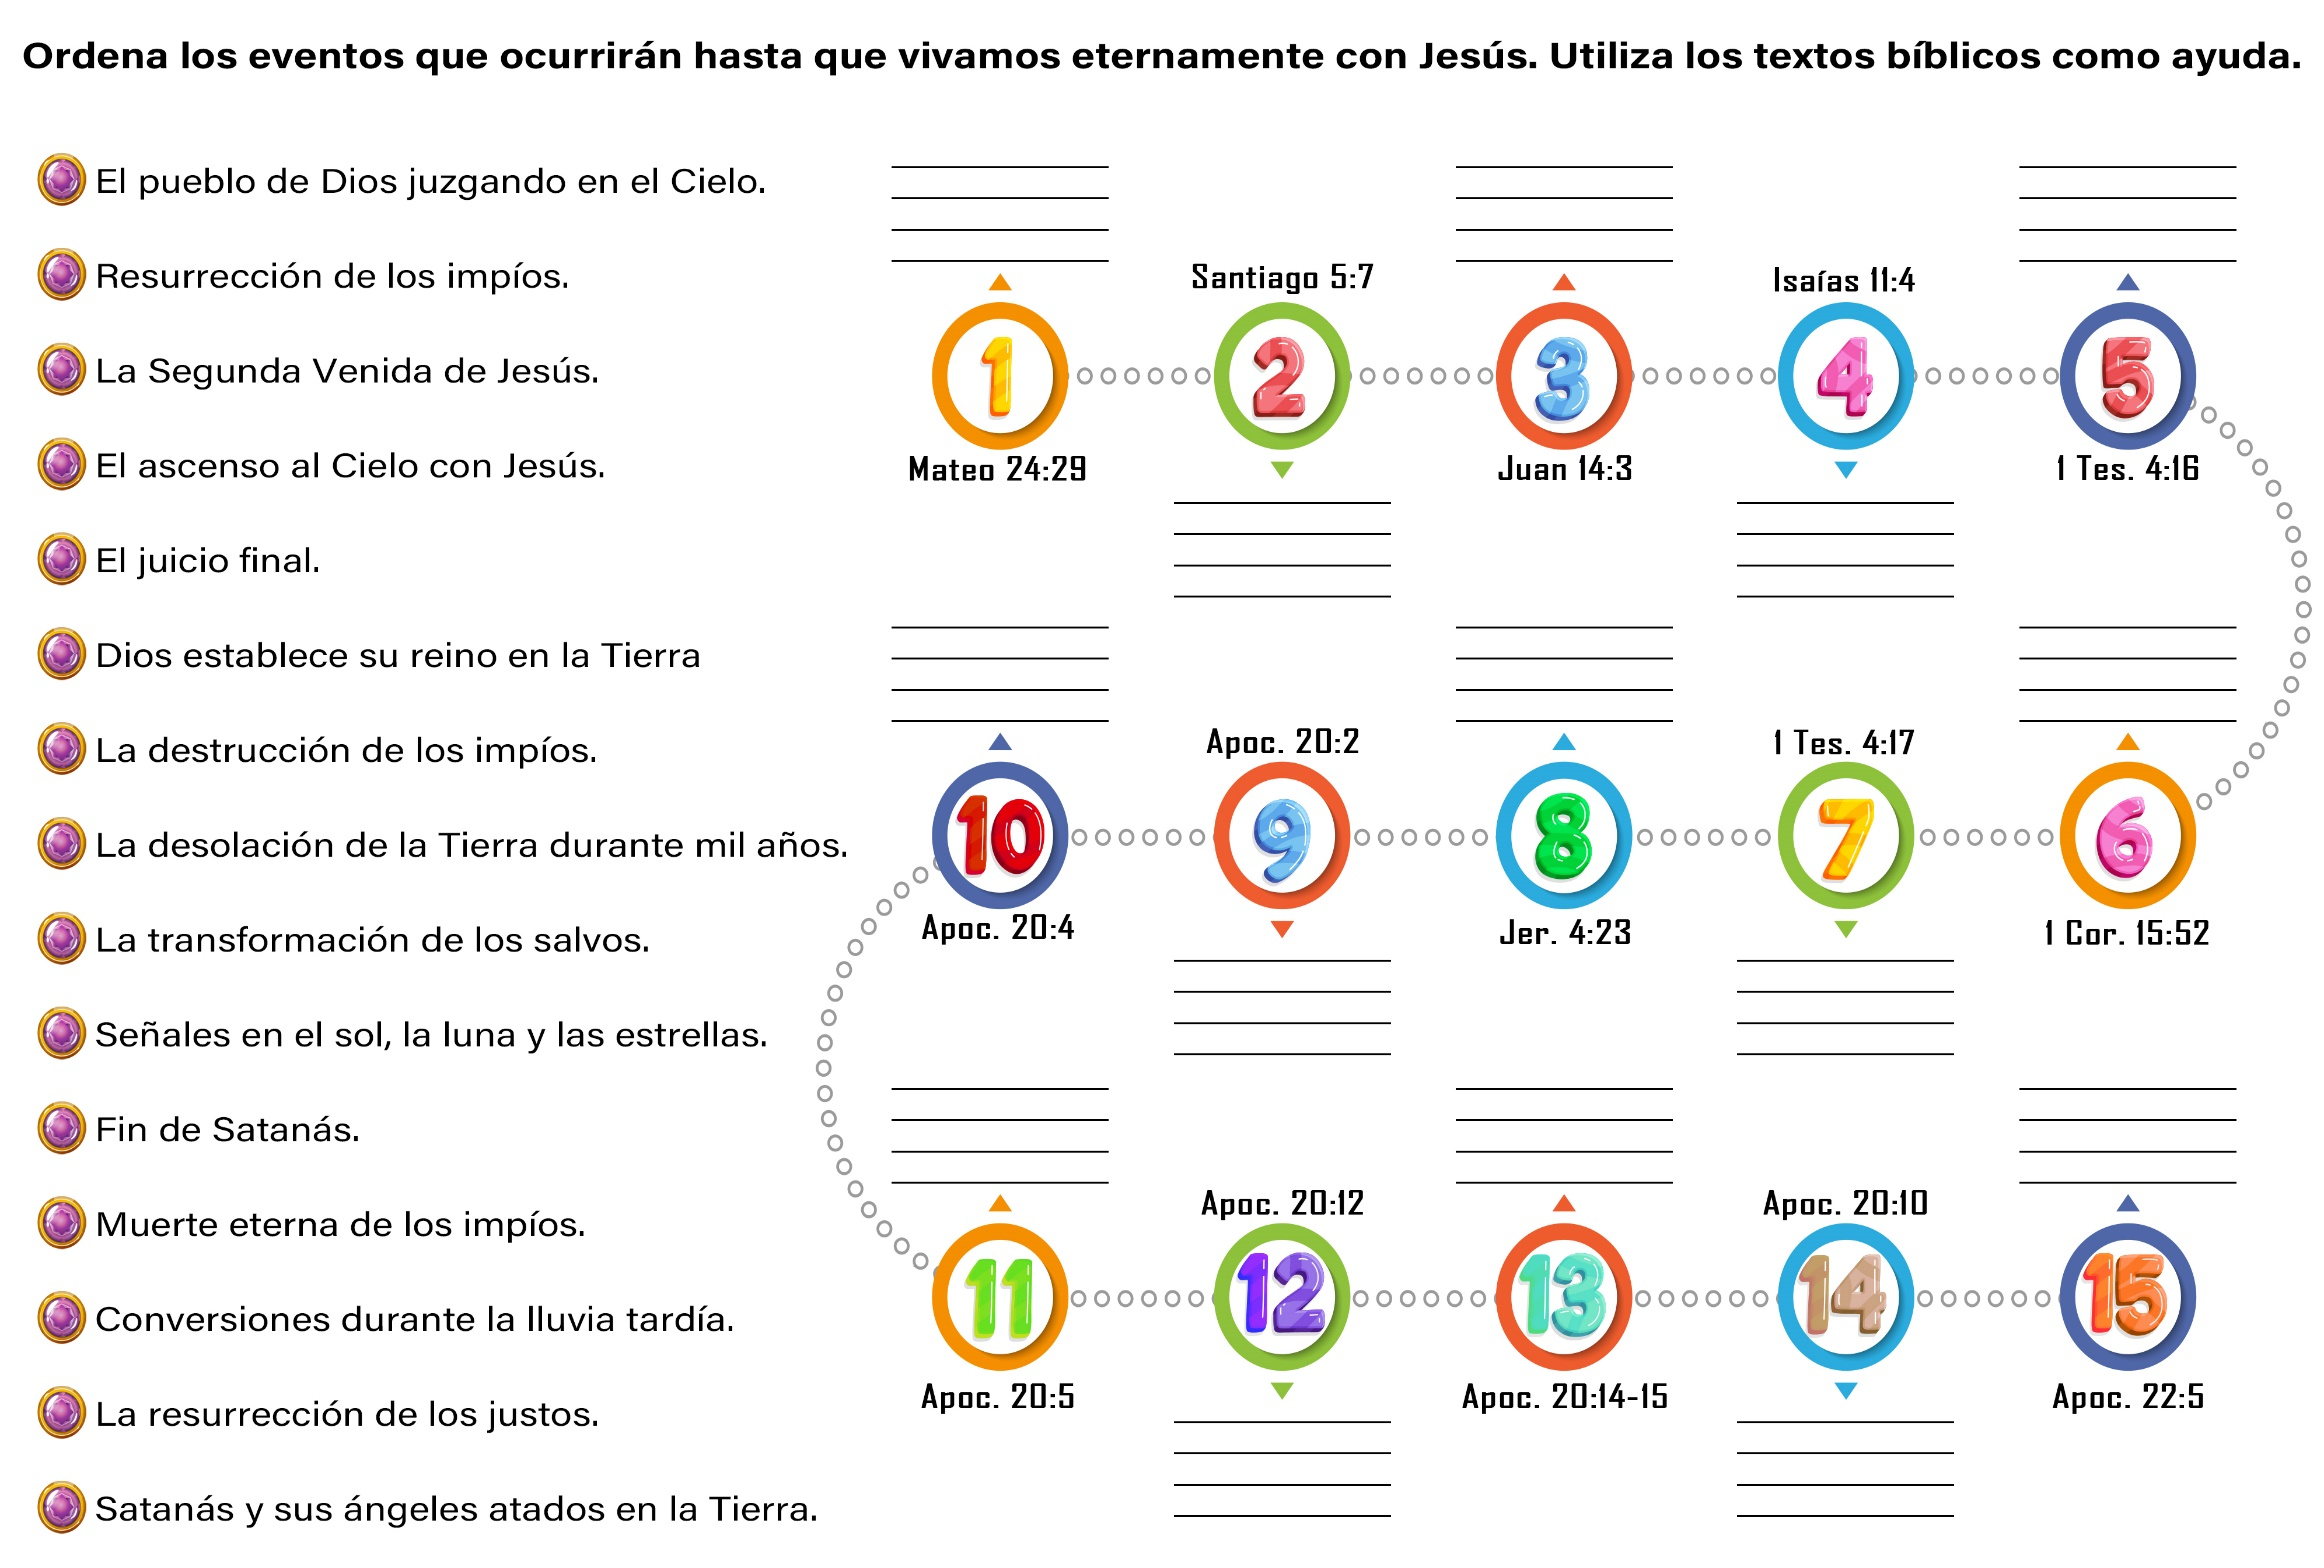 Ordena los eventos que ocurrirán hasta que vivamos eternamente con Jesús. Utiliza los textos bíblicos como ayuda.
El pueblo de Dios juzgando en el Cielo.
Resurrección de los impíos.
La Segunda Venida de Jesús.
El ascenso al Cielo con Jesús.
El juicio final.
Dios establece su reino en la Tierra
La destrucción de los impíos.
La desolación de la Tierra durante mil años.
La transformación de los salvos.
Señales en el sol, la luna y las estrellas.
Fin de Satanás.
Muerte eterna de los impíos.
Conversiones durante la lluvia tardía.
La resurrección de los justos.
Satanás y sus ángeles atados en la Tierra.
1
Mateo 24:29
Santiago 5:7
2
3
Juan 14:3
Isaías 11:4
4
5
1 Tes. 4:16
6
1 Cor. 15:52
1 Tes. 4:17
7
8
Jer. 4:23
Apoc. 20:2
9
10
Apoc. 20:4
11
Apoc. 20:5
Apoc. 20:12
12
13
Apoc. 20:14-15
Apoc. 20:10
14
15
Apoc. 22:5